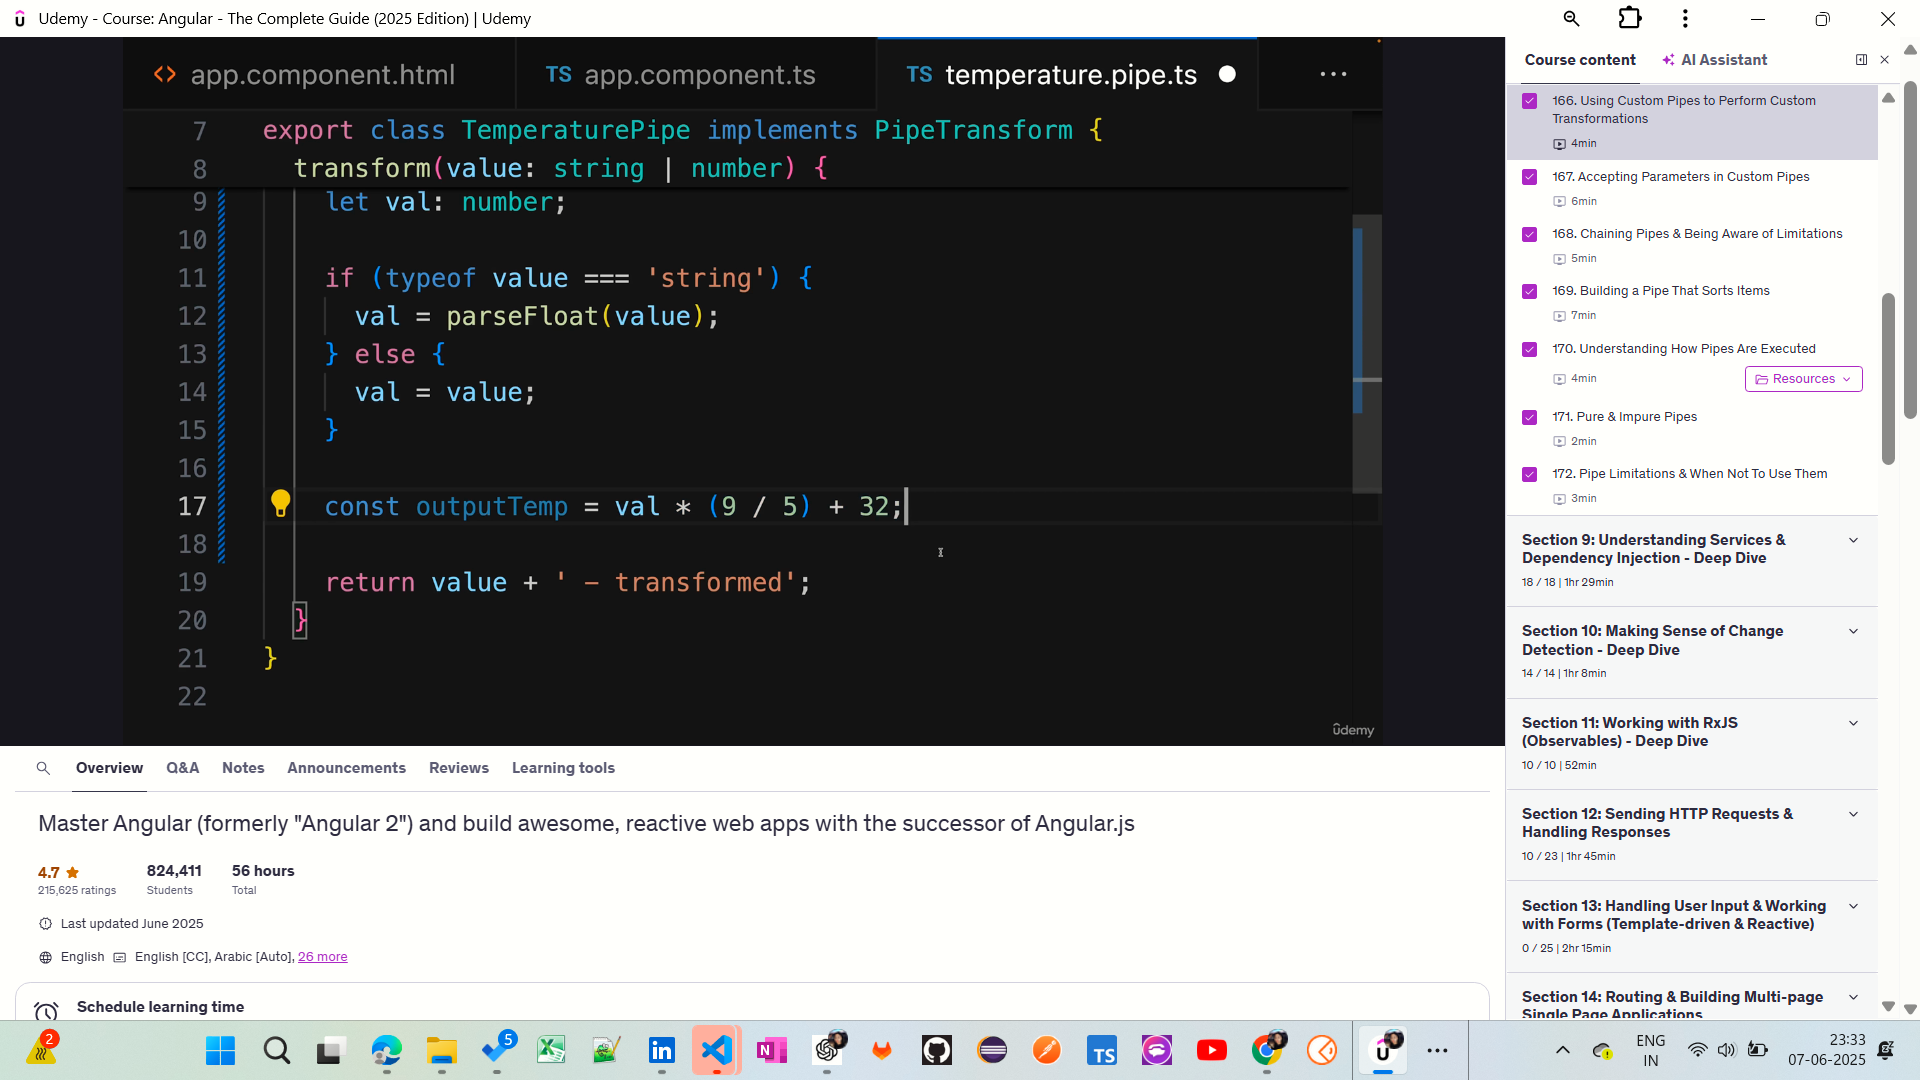 Udemy - Course: Angular - The Complete Guide (2025 Edition) | Udemy
app.component.html
TS app.component.ts
TS temperature.pipe.ts
7 export class TemperaturePipe implements PipeTransform {
8 transform(value: string | number) {
9 let val: number;
10
11 if (typeof value === 'string') {
12 val = parseFloat(value);
13 } else {
14 val = value;
15 }
16
17 const outputTemp = val * (9 / 5) + 32;
18
19 return value + ' - transformed';
20 }
21 }
22
ûdemy
Course content
AI Assistant
166. Using Custom Pipes to Perform Custom
Transformations
4min
167. Accepting Parameters in Custom Pipes
6min
168. Chaining Pipes & Being Aware of Limitations
5min
169. Building a Pipe That Sorts Items
7min
170. Understanding How Pipes Are Executed
4min
Resources
171. Pure & Impure Pipes
2min
172. Pipe Limitations & When Not To Use Them
3min
Section 9: Understanding Services &
Dependency Injection - Deep Dive
18 / 18 | 1hr 29min
Section 10: Making Sense of Change
Detection - Deep Dive
14 / 14 | 1hr 8min
Section 11: Working with RxJS
(Observables) - Deep Dive
10 / 10 | 52min
Section 12: Sending HTTP Requests &
Handling Responses
10 / 23 | 1hr 45min
Section 13: Handling User Input & Working
with Forms (Template-driven & Reactive)
0 / 25 | 2hr 15min
Section 14: Routing & Building Multi-page
Single Page Applications
Overview Q&A Notes Announcements Reviews Learning tools
Master Angular (formerly "Angular 2") and build awesome, reactive web apps with the successor of Angular.js
4.7 824,411 56 hours
215,625 ratings Students Total
Last updated June 2025
English English [CC], Arabic [Auto], 26 more
Schedule learning time
2
5
ENG
IN
23:33
07-06-2025